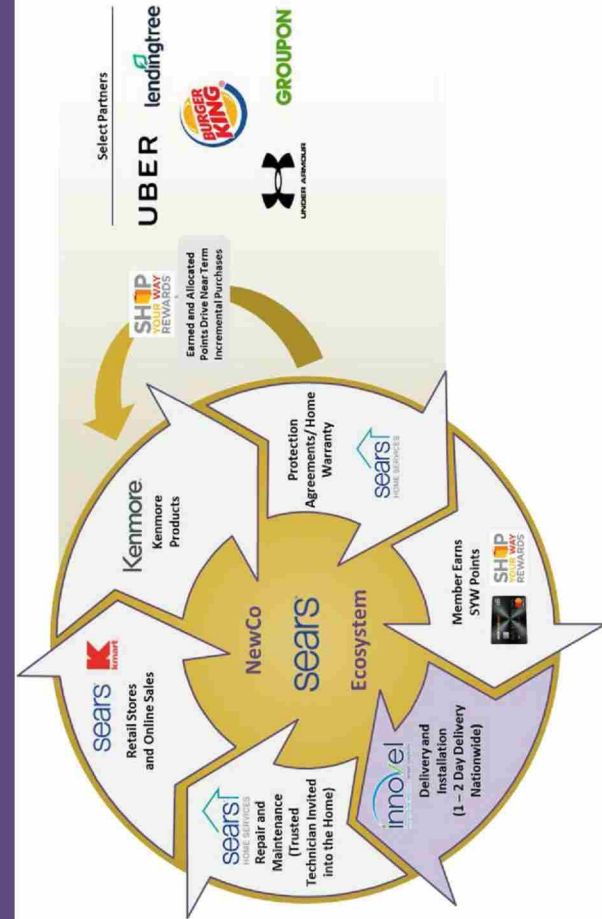 NewCo
sears
Ecosystem
sears
kmart
Retail Stores
and Online Sales
Kenmore.
Kenmore
Products
Protection
Agreements/ Home
Warranty
sears
HOME SERVICES
Member Earns
SYW Points
SHOP
YOUR WAY
REWARDS
innovel
Delivery and
Installation
(1 – 2 Day Delivery
Nationwide)
sears
HOME SERVICES
Repair and
Maintenance
(Trusted
Technician Invited
into the Home)
SHOP
YOUR WAY
REWARDS
Earned and Allocated
Points Drive Near Term
Incremental Purchases
Select Partners
UBER
lendingtree
BURGER
KING
UNDER ARMOUR
GROUPON